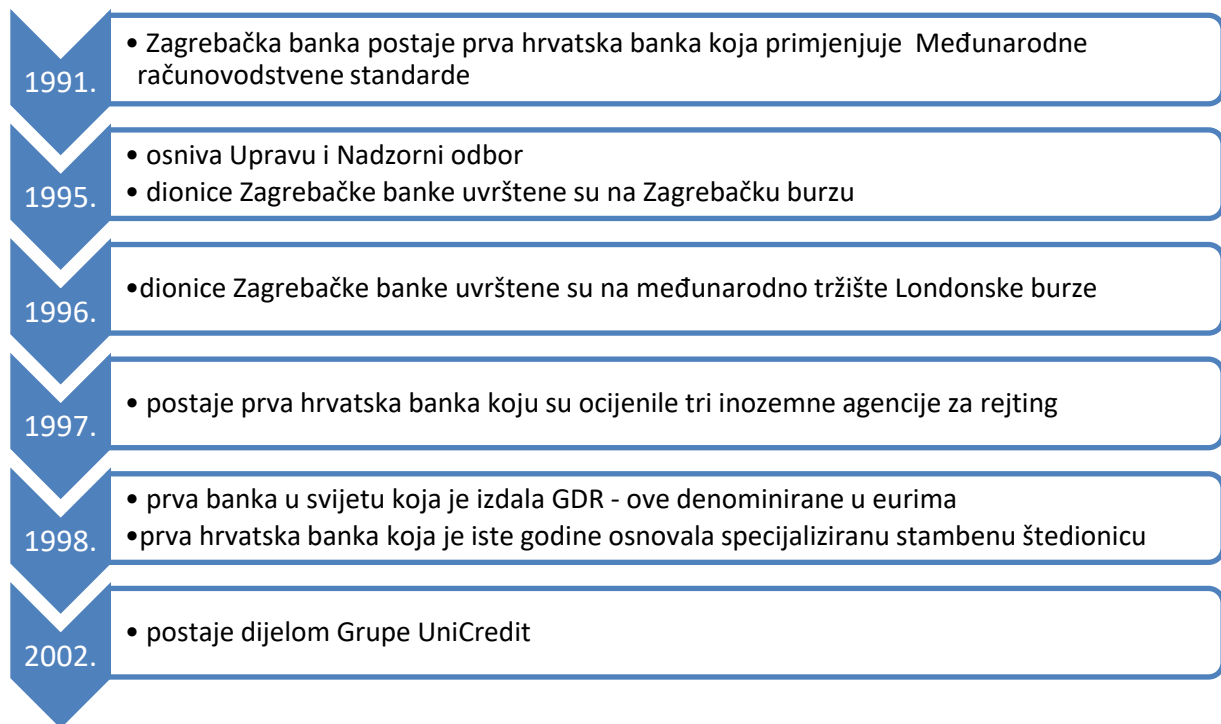 1991.
• Zagrebačka banka postaje prva hrvatska banka koja primjenjuje  Međunarodne
računovodstvene standarde
1995.
• osniva Upravu i Nadzorni odbor
• dionice Zagrebačke banke uvrštene su na Zagrebačku burzu
1996.
•dionice Zagrebačke banke uvrštene su na međunarodno tržište Londonske burze
1997.
• postaje prva hrvatska banka koju su ocijenile tri inozemne agencije za rejting
1998.
• prva banka u svijetu koja je izdala GDR - ove denominirane u eurima
•prva hrvatska banka koja je iste godine osnovala specijaliziranu stambenu štedionicu
2002.
• postaje dijelom Grupe UniCredit